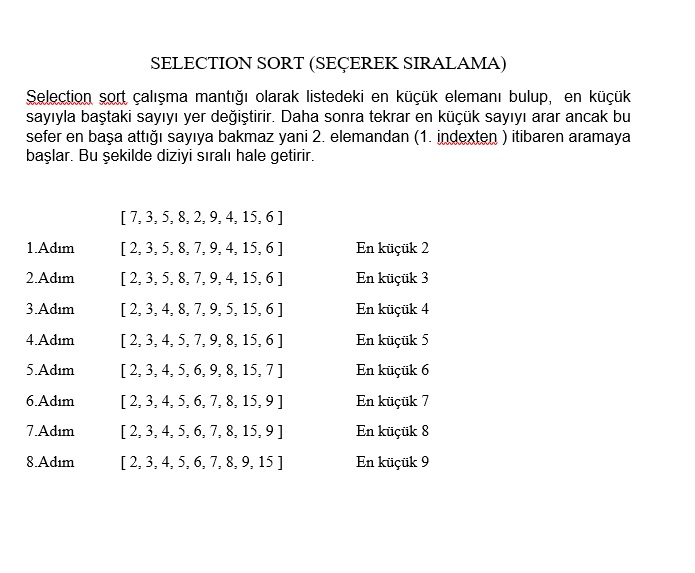 SELECTION SORT (SEÇEREK SIRALAMA)
Selection sort çalışma mantığı olarak listedeki en küçük elemanı bulup, en küçük
sayıyla baştaki sayıyı yer değiştirir. Daha sonra tekrar en küçük sayıyı arar ancak bu
sefer en başa attığı sayıya bakmaz yani 2. elemandan (1. indexten ) itibaren aramaya
başlar. Bu şekilde diziyi sıralı hale getirir.
[ 7, 3, 5, 8, 2, 9, 4, 15, 6 ]
1.Adım [ 2, 3, 5, 8, 7, 9, 4, 15, 6 ] En küçük 2
2.Adım [ 2, 3, 5, 8, 7, 9, 4, 15, 6 ] En küçük 3
3.Adım [ 2, 3, 4, 8, 7, 9, 5, 15, 6 ] En küçük 4
4.Adım [ 2, 3, 4, 5, 7, 9, 8, 15, 6 ] En küçük 5
5.Adım [ 2, 3, 4, 5, 6, 9, 8, 15, 7 ] En küçük 6
6.Adım [ 2, 3, 4, 5, 6, 7, 8, 15, 9 ] En küçük 7
7.Adım [ 2, 3, 4, 5, 6, 7, 8, 15, 9 ] En küçük 8
8.Adım [ 2, 3, 4, 5, 6, 7, 8, 9, 15 ] En küçük 9